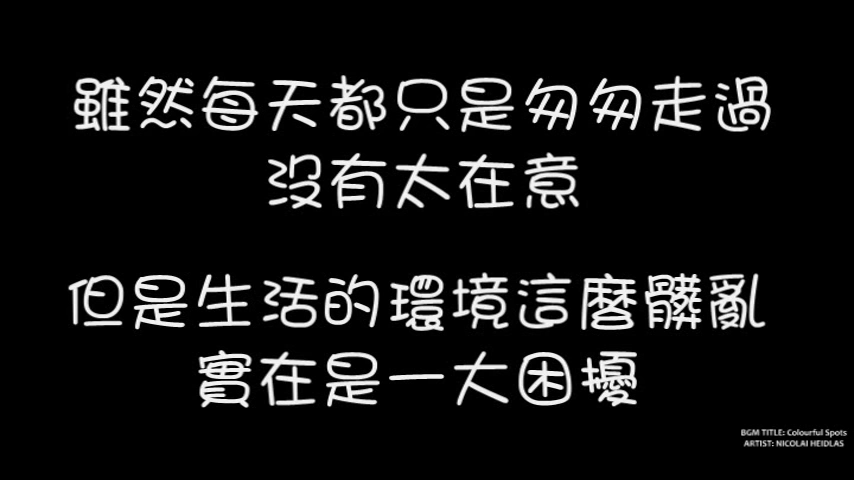 雖然每天都只是匆匆走過
沒有太在意
但是生活的環境這麼髒亂
實在是一大困擾
BGM TITLE: Colourful Spots
ARTIST: NICOLAI HEIDLAS